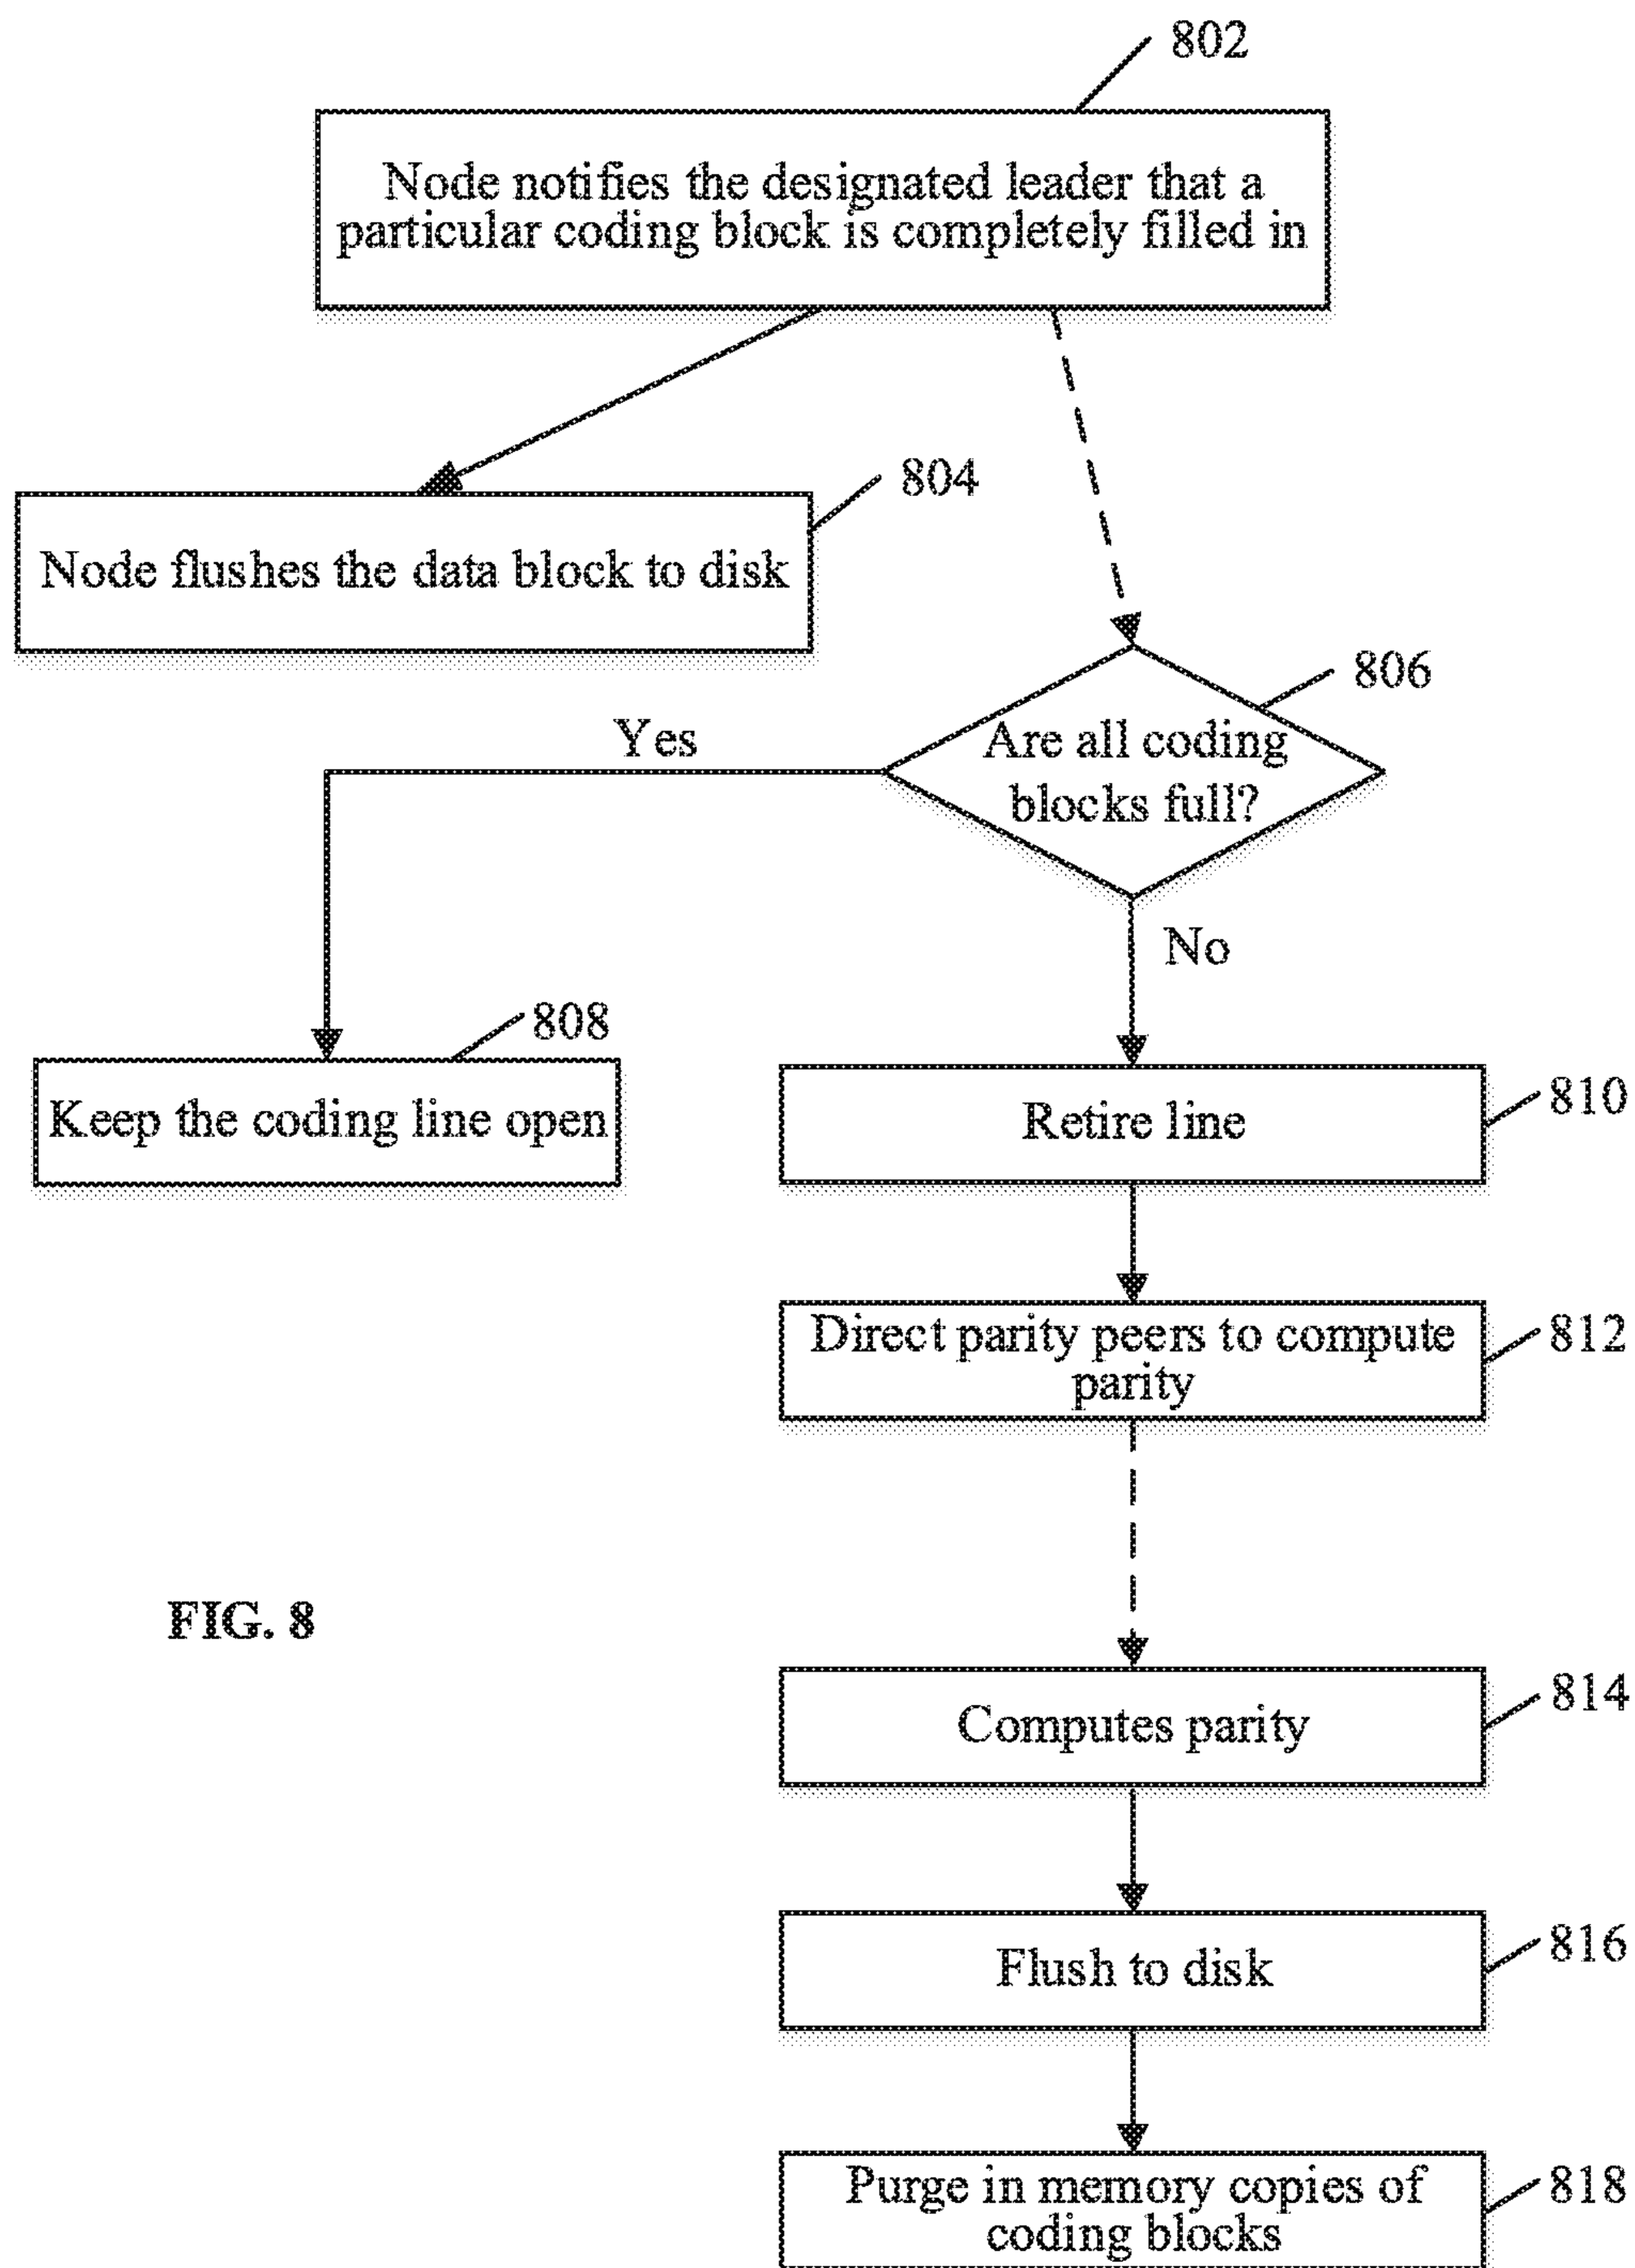 802
Node notifies the designated leader that a
particular coding block is completely filled in
804
Node flushes the data block to disk
806
Are all coding
blocks full?
Yes
No
808
Keep the coding line open
810
Retire line
812
Direct parity peers to compute
parity
FIG. 8
814
Computes parity
816
Flush to disk
818
Purge in memory copies of
coding blocks